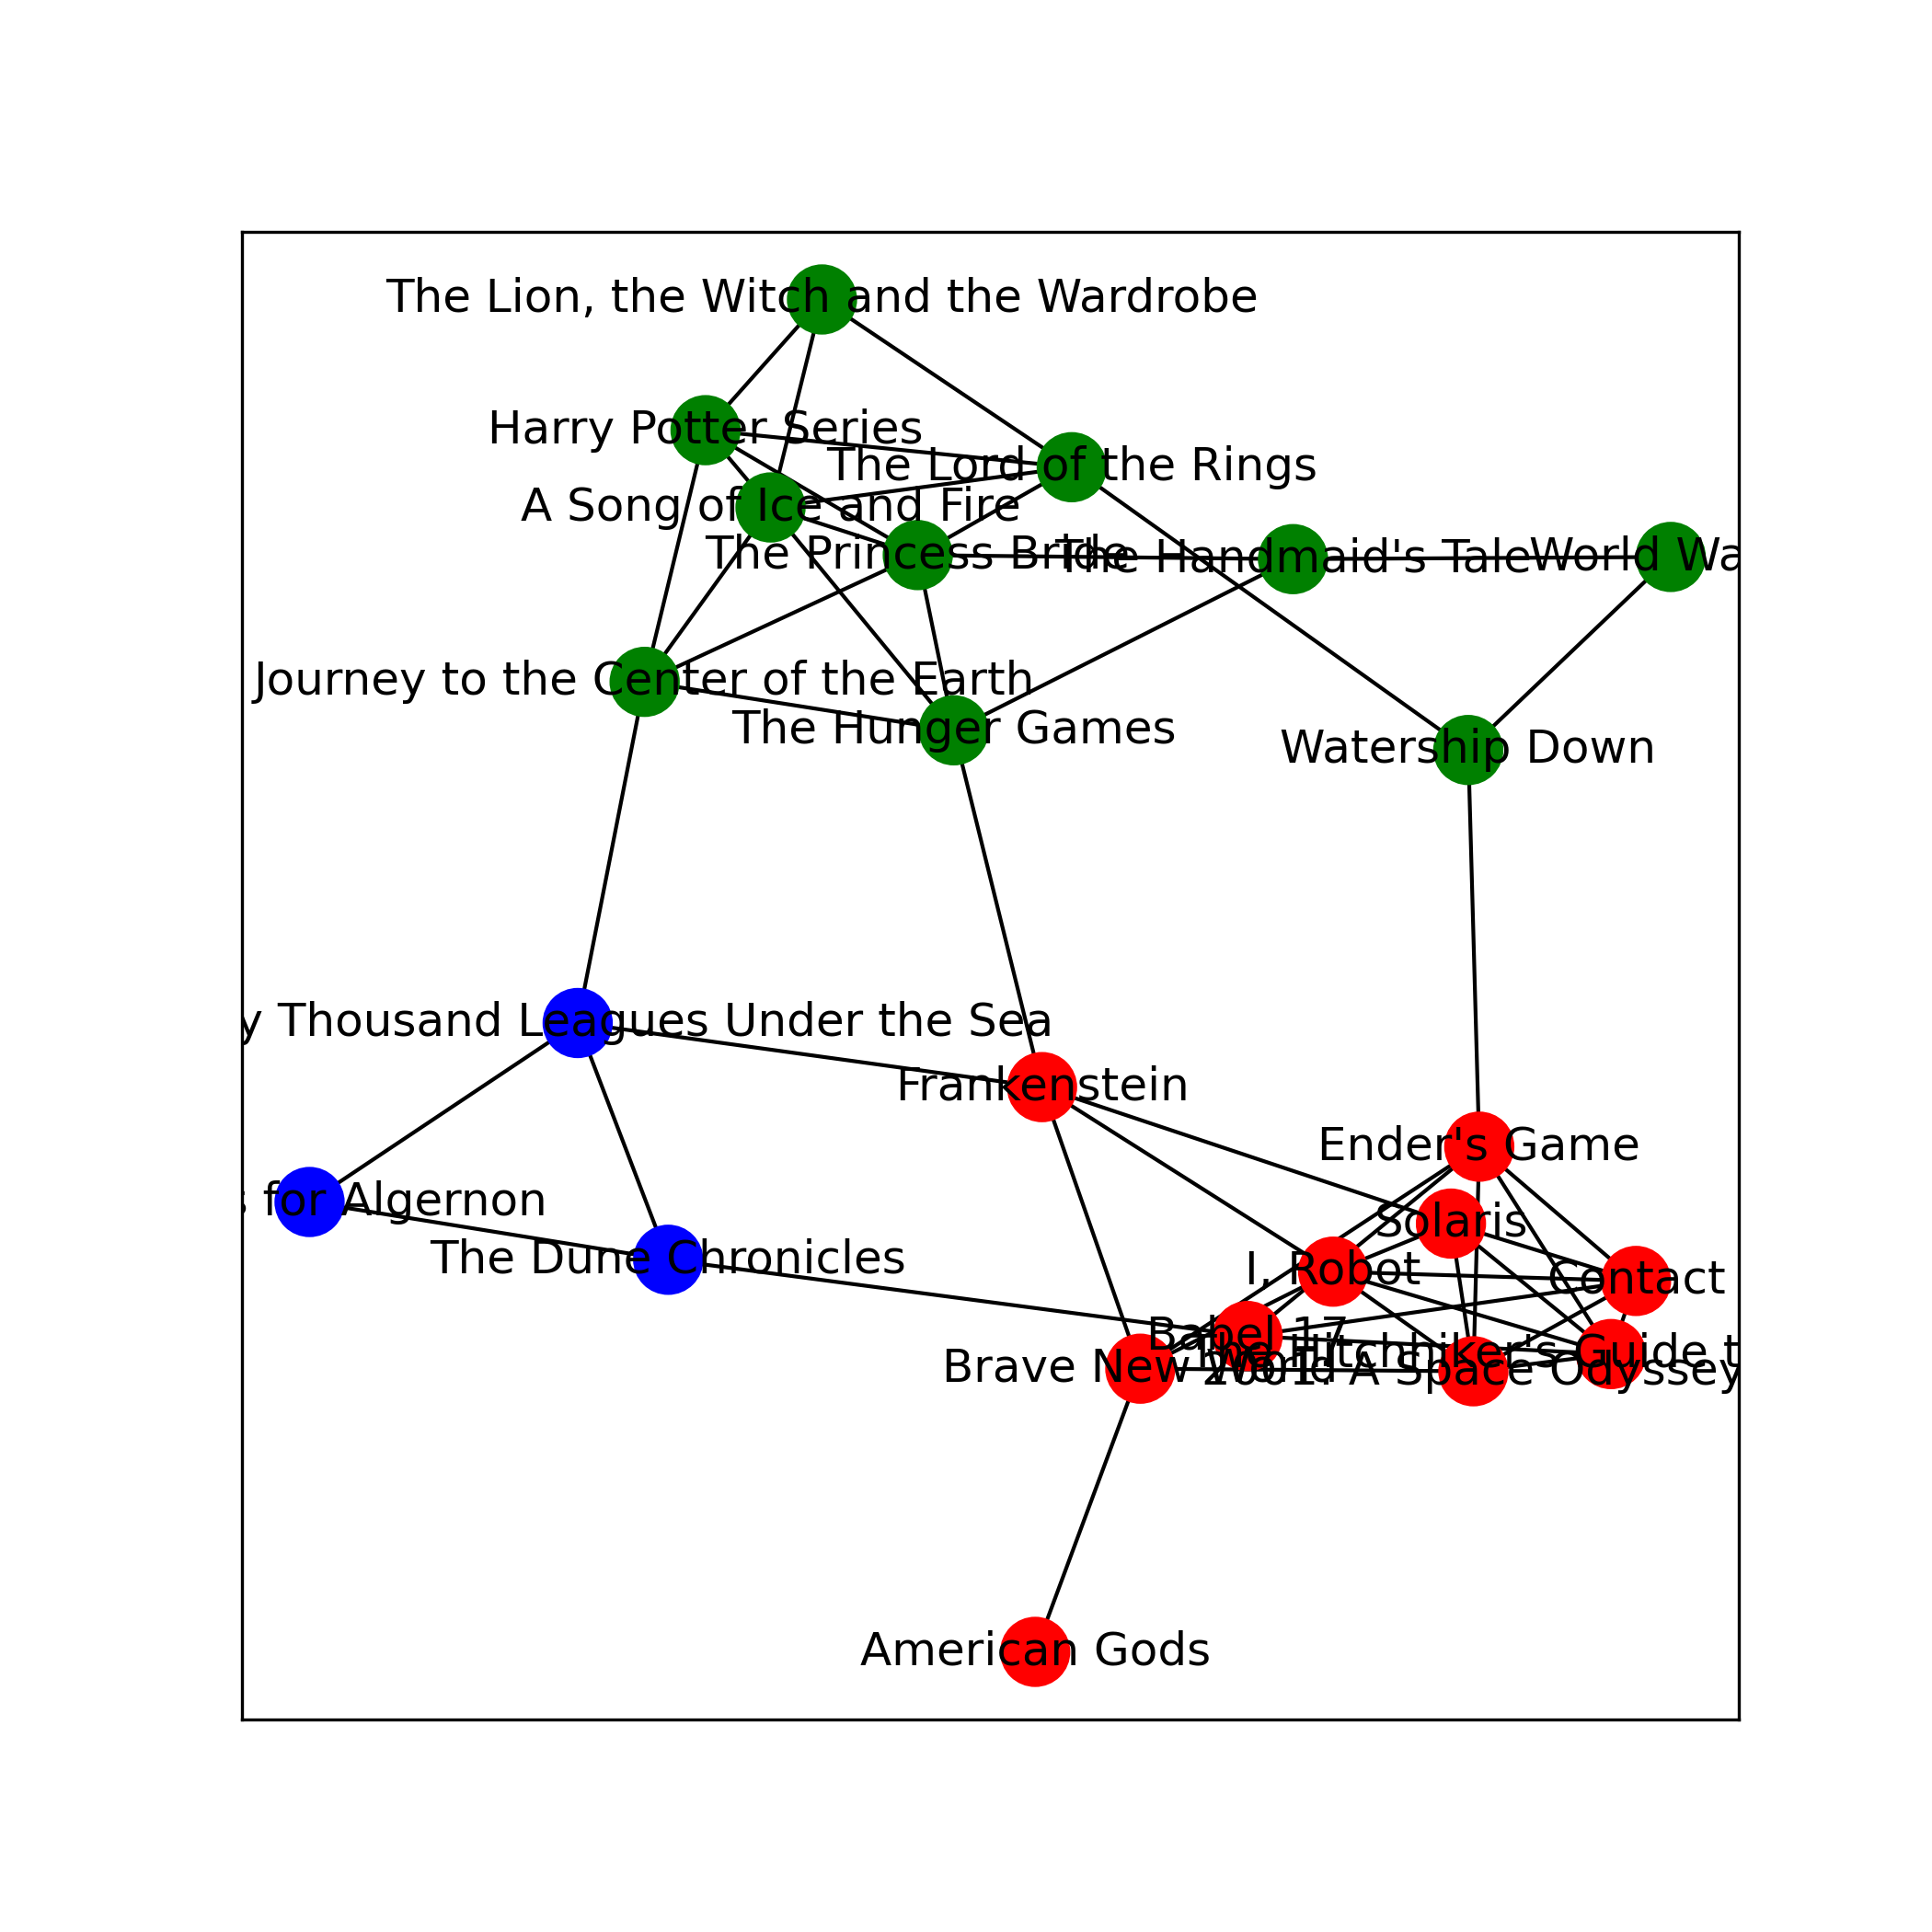 The Lion, the Witch and the Wardrobe
Harry Potter Series
The Lord of the Rings
A Song of Ice and Fire
The Princess Bride
The Handmaid's Tale
World Wa
Journey to the Center of the Earth
The Hunger Games
Watership Down
y Thousand Leagues Under the Sea
Frankenstein
Ender's Game
s for Algernon
Solaris
The Dune Chronicles
I, Robot
Contact
Babel 17
The Hitchhiker's Guide t
Brave New World
2001: A Space Odyssey
American Gods